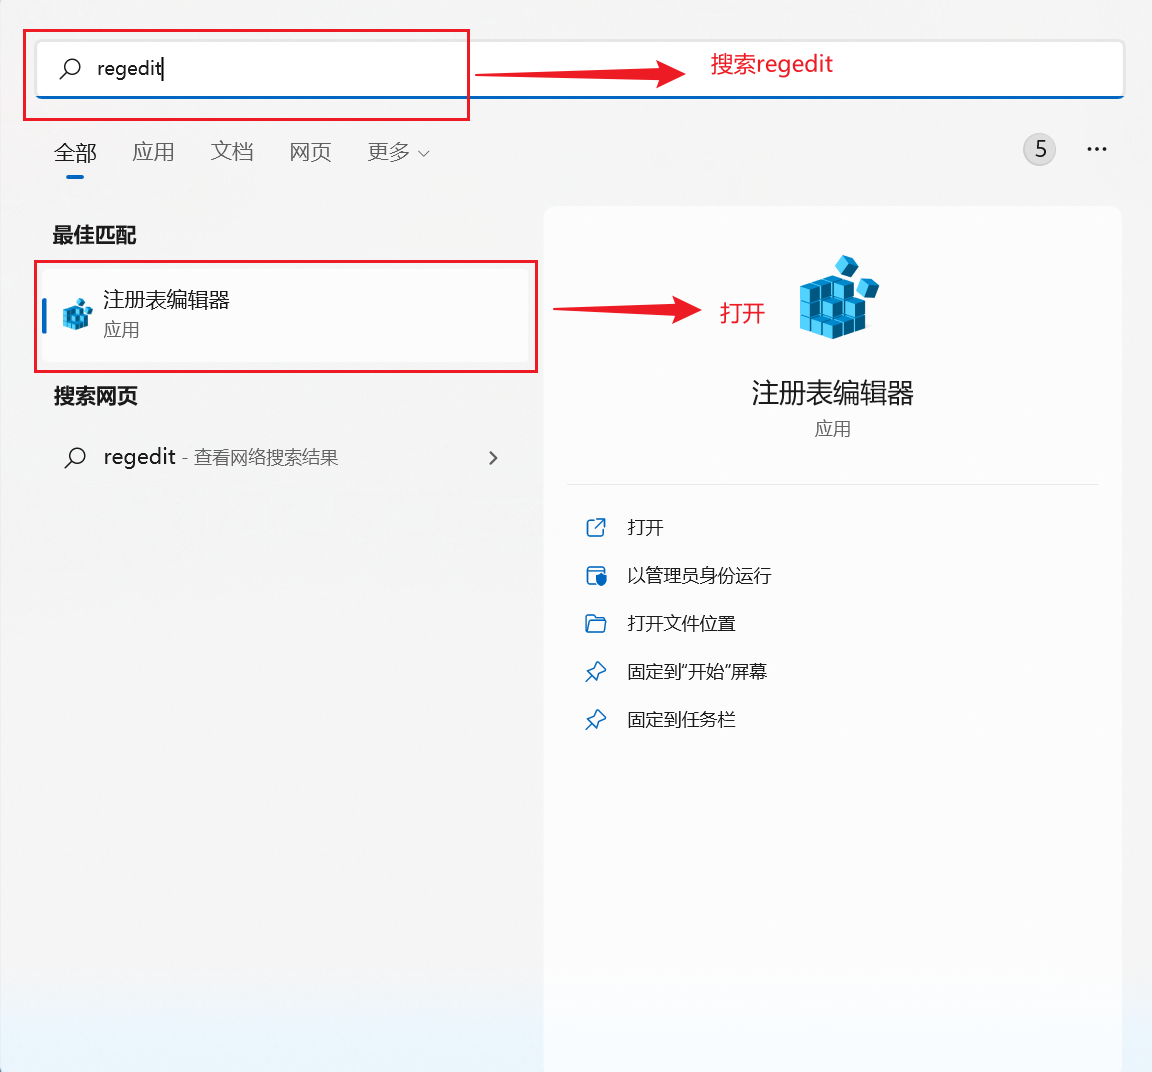 regedit
搜索regedit
全部 应用 文档 网页 更多
5
最佳匹配
注册表编辑器
应用
打开
搜索网页
regedit - 查看网络搜索结果
注册表编辑器
应用
打开
以管理员身份运行
打开文件位置
固定到“开始”屏幕
固定到任务栏